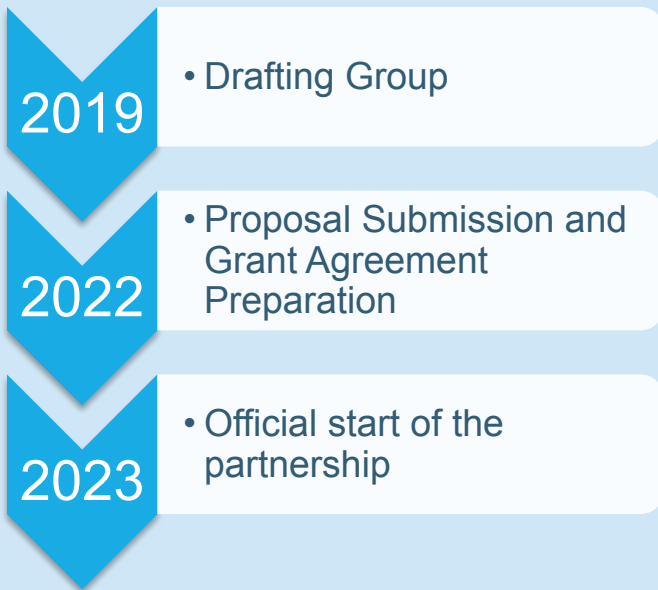 2019
• Drafting Group
2022
• Proposal Submission and
Grant Agreement
Preparation
2023
• Official start of the
partnership